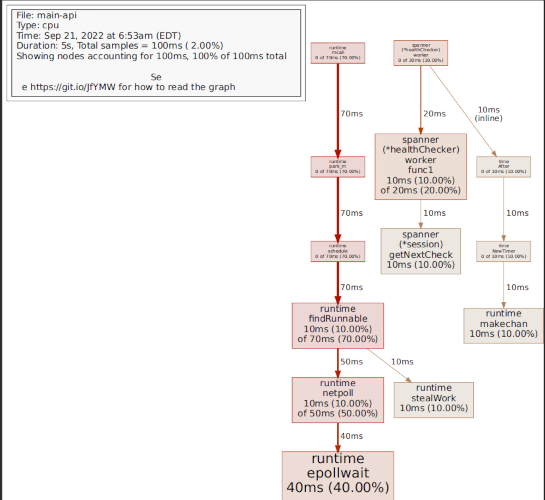 File: main-api
Type: cpu
Time: Sep 21, 2022 at 6:53am (EDT)
Duration: 5s, Total samples = 100ms ( 2.00%)
Showing nodes accounting for 100ms, 100% of 100ms total
Se
e https://git.io/JfYMW for how to read the graph
runtime
mcall
0 of 70ms (70.00%)
spanner
(*healthChecker)
worker
0 of 30ms (30.00%)
70ms
20ms
10ms
(inline)
runtime
park_m
0 of 70ms (70.00%)
spanner
(*healthChecker)
worker
func1
10ms (10.00%)
of 20ms (20.00%)
time
After
0 of 10ms (10.00%)
70ms
10ms
10ms
runtime
schedule
0 of 70ms (70.00%)
spanner
(*session)
getNextCheck
10ms (10.00%)
time
NewTimer
0 of 10ms (10.00%)
70ms
10ms
runtime
findRunnable
10ms (10.00%)
of 70ms (70.00%)
runtime
makechan
10ms (10.00%)
50ms
10ms
runtime
netpoll
10ms (10.00%)
of 50ms (50.00%)
runtime
stealWork
10ms (10.00%)
40ms
runtime
epollwait
40ms (40.00%)